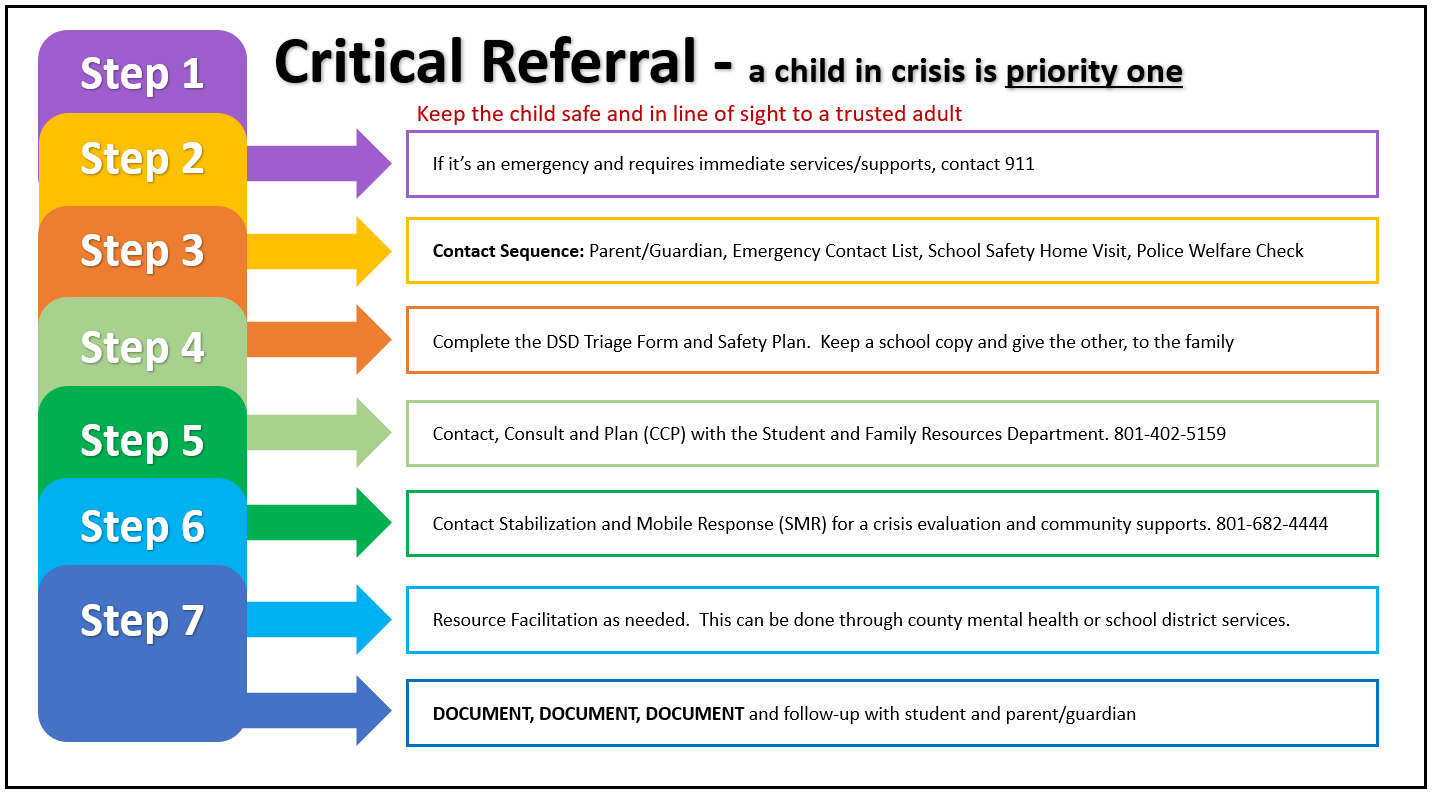 Step 1
Critical Referral - a child in crisis is priority one
Keep the child safe and in line of sight to a trusted adult
Step 2
If it’s an emergency and requires immediate services/supports, contact 911
Step 3
Contact Sequence: Parent/Guardian, Emergency Contact List, School Safety Home Visit, Police Welfare Check
Step 4
Complete the DSD Triage Form and Safety Plan.  Keep a school copy and give the other, to the family
Step 5
Contact, Consult and Plan (CCP) with the Student and Family Resources Department. 801-402-5159
Step 6
Contact Stabilization and Mobile Response (SMR) for a crisis evaluation and community supports. 801-682-4444
Step 7
Resource Facilitation as needed.  This can be done through county mental health or school district services.
DOCUMENT, DOCUMENT, DOCUMENT and follow-up with student and parent/guardian